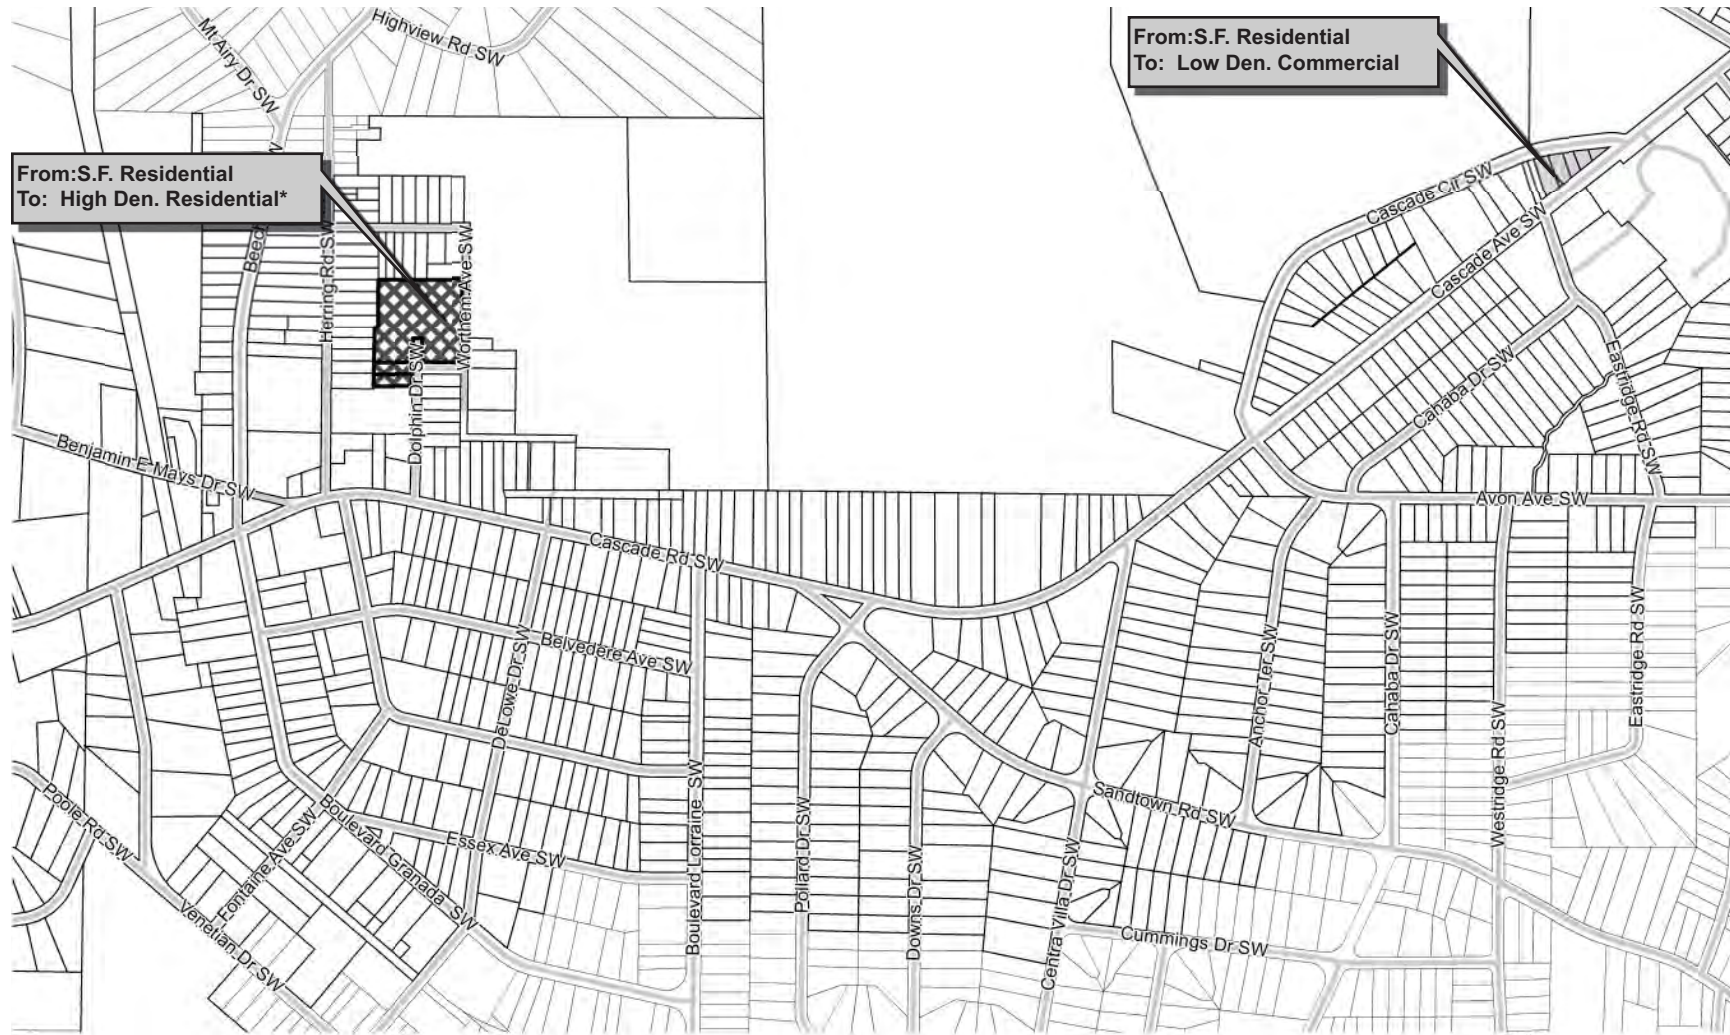 Highview Rd SW
Mt Airy Dr SW
From:S.F. Residential
To: Low Den. Commercial
From:S.F. Residential
To: High Den. Residential*
Beec
W
Herring Rd SW
Worthem Ave SW
Dolphin Dr SW
Cascade Cir SW
Cascade Ave SW
Cahaba Dr SW
Eastridge Rd SW
Benjamin E Mays Dr SW
Avon Ave SW
Cascade Rd SW
Belvedere Ave SW
DeLowe Dr SW
Anchor Ter SW
Cahaba Dr SW
Eastridge Rd SW
Westridge Rd SW
Sandtown Rd SW
Poole Rd SW
Fontaine Ave SW
Boulevard Granada SW
Essex Ave SW
Boulevard Lorraine SW
Pollard Dr SW
Downs Dr SW
Centra Villa Dr SW
Cummings Dr SW
Venetian Dr SW